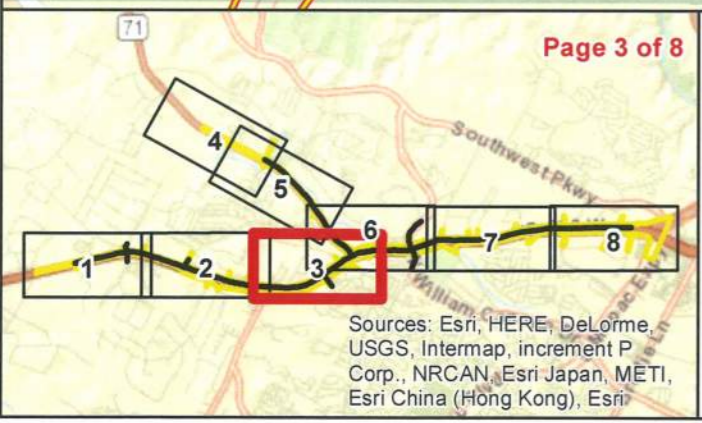 71
Page 3 of 8
Southwest Pkwy
4
5
6
7
8
1
2
3
William
Sources: Esri, HERE, DeLorme,
USGS, Intermap, increment P
Corp., NRCAN, Esri Japan, METI,
Esri China (Hong Kong), Esri